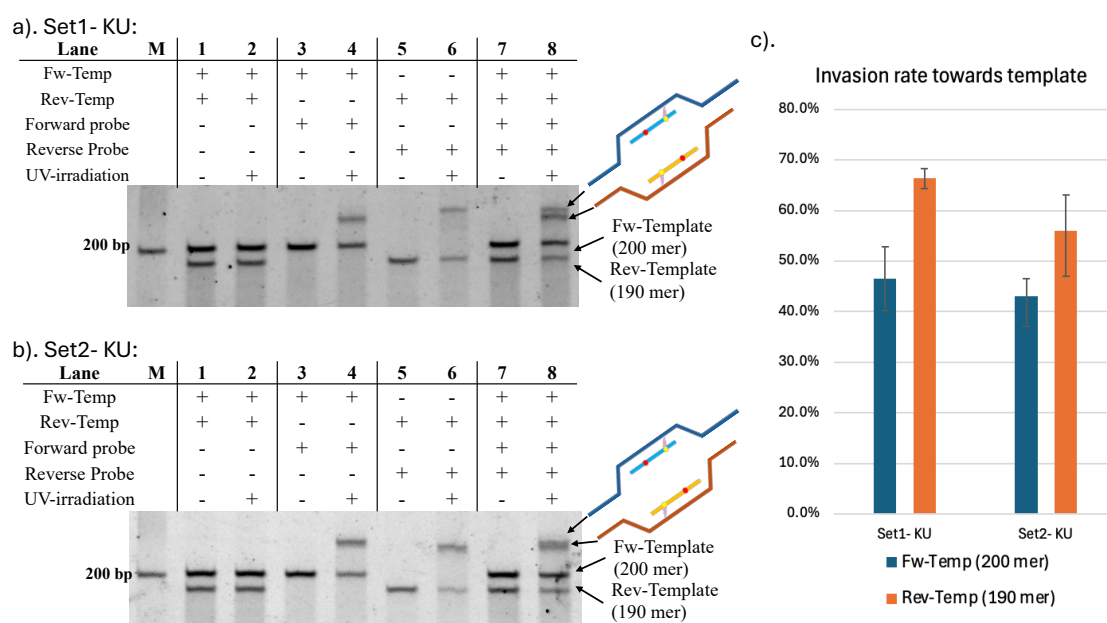 a). Set1- KU:
Lane M 1 2 3 4 5 6 7 8
Fw-Temp + + + + - - + +
Rev-Temp + + - - + + + +
Forward probe - - + + - - + +
Reverse Probe - - - - + + + +
UV-irradiation - + - + - + - +
200 bp
Fw-Template
(200 mer)
Rev-Template
(190 mer)
b). Set2- KU:
Lane M 1 2 3 4 5 6 7 8
Fw-Temp + + + + - - + +
Rev-Temp + + - - + + + +
Forward probe - - + + - - + +
Reverse Probe - - - - + + + +
UV-irradiation - + - + - + - +
200 bp
Fw-Template
(200 mer)
Rev-Template
(190 mer)
c).
Invasion rate towards template
80.0%
70.0%
60.0%
50.0%
40.0%
30.0%
20.0%
10.0%
0.0%
Set1- KU Set2- KU
Fw-Temp (200 mer)
Rev-Temp (190 mer)